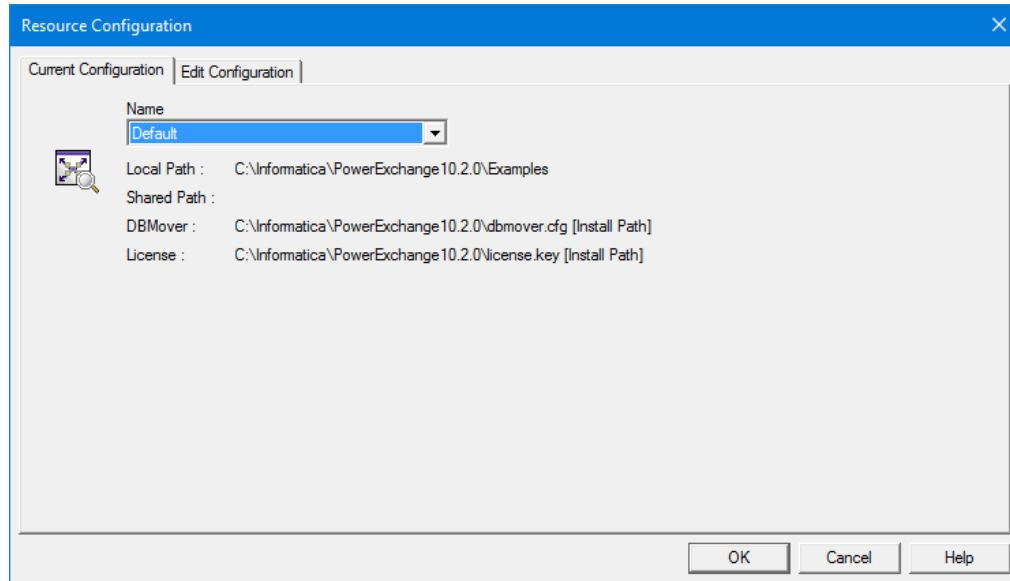 Resource Configuration
Current Configuration Edit Configuration
Name
Default
Local Path : C:\Informatica\PowerExchange10.2.0\Examples
Shared Path :
DBMover : C:\Informatica\PowerExchange10.2.0\dbmover.cfg [Install Path]
License : C:\Informatica\PowerExchange10.2.0\license.key [Install Path]
OK Cancel Help